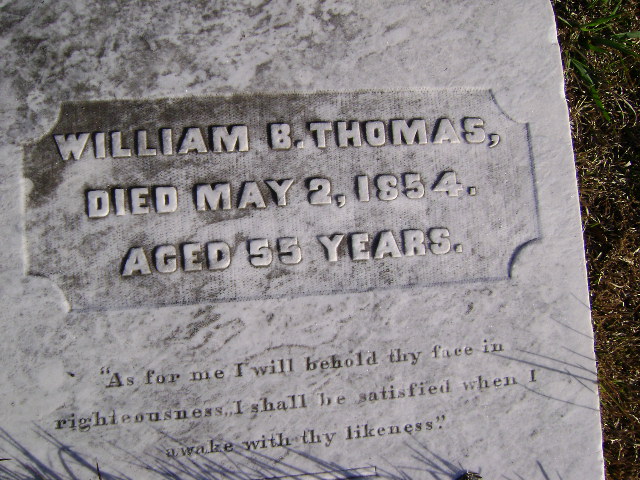 WILLIAM B. THOMAS,
DIED MAY 2, 1854.
AGED 55 YEARS.
"As for me I will behold thy face in
righteousness, I shall be satisfied when I
awake with thy likeness."